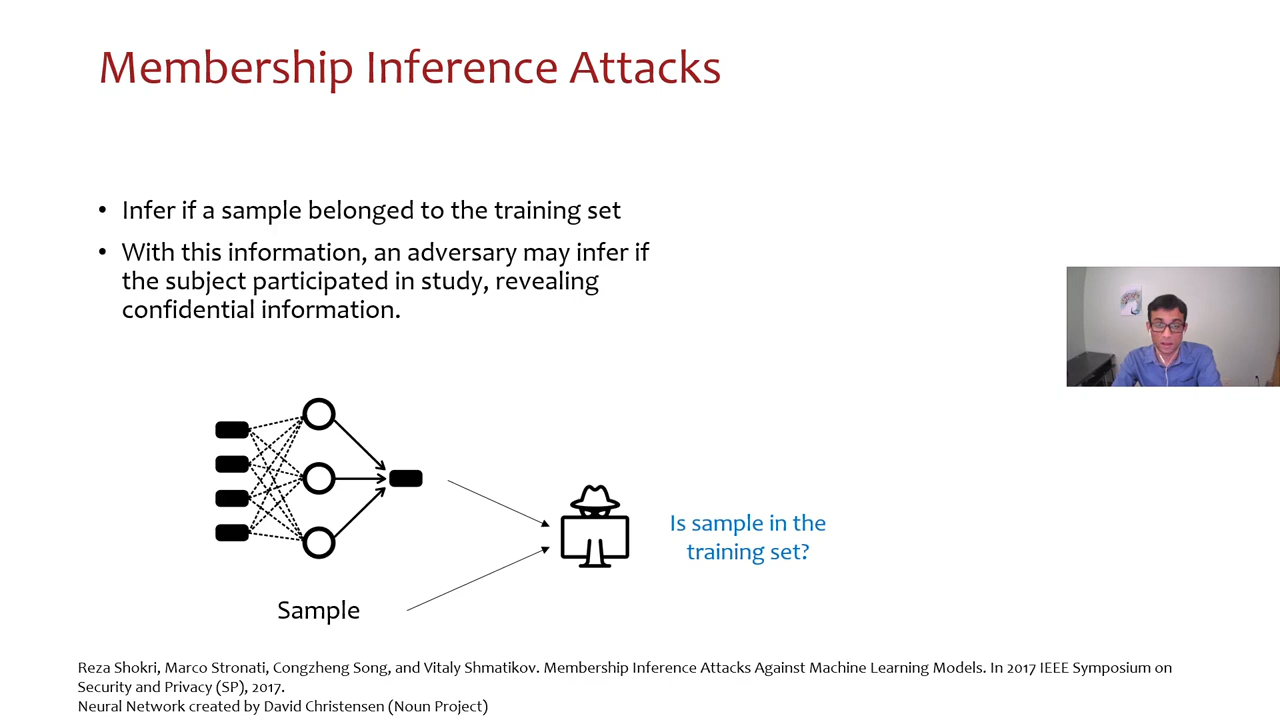 Membership Inference Attacks
• Infer if a sample belonged to the training set
• With this information, an adversary may infer if
the subject participated in study, revealing
confidential information.
Is sample in the
training set?
Sample
Reza Shokri, Marco Stronati, Congzheng Song, and Vitaly Shmatikov. Membership Inference Attacks Against Machine Learning Models. In 2017 IEEE Symposium on
Security and Privacy (SP), 2017.
Neural Network created by David Christensen (Noun Project)